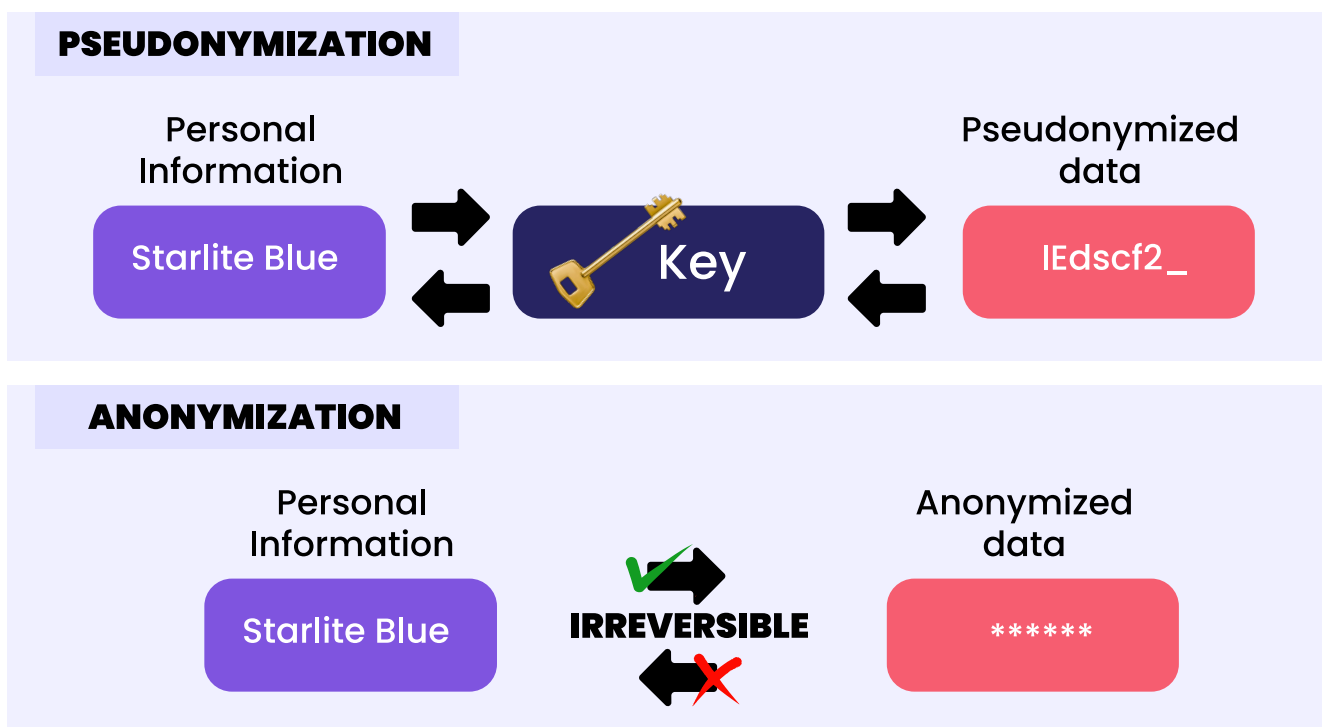 PSEUDONYMIZATION
Personal
Information
Starlite Blue
Key
Pseudonymized
data
IEdscf2_
ANONYMIZATION
Personal
Information
Starlite Blue
IRREVERSIBLE
Anonymized
data
******